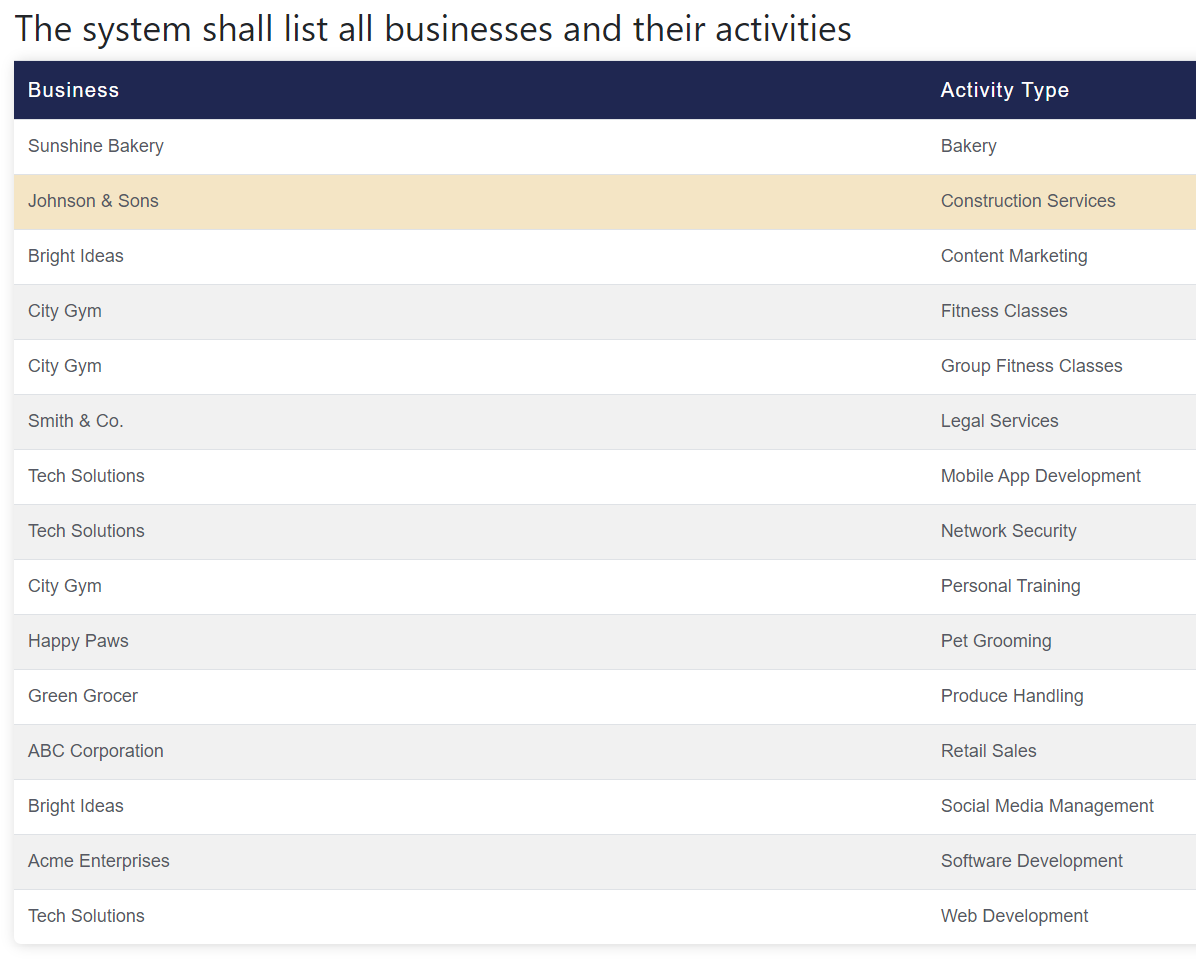 The system shall list all businesses and their activities
Business Activity Type
Sunshine Bakery Bakery
Johnson & Sons Construction Services
Bright Ideas Content Marketing
City Gym Fitness Classes
City Gym Group Fitness Classes
Smith & Co. Legal Services
Tech Solutions Mobile App Development
Tech Solutions Network Security
City Gym Personal Training
Happy Paws Pet Grooming
Green Grocer Produce Handling
ABC Corporation Retail Sales
Bright Ideas Social Media Management
Acme Enterprises Software Development
Tech Solutions Web Development